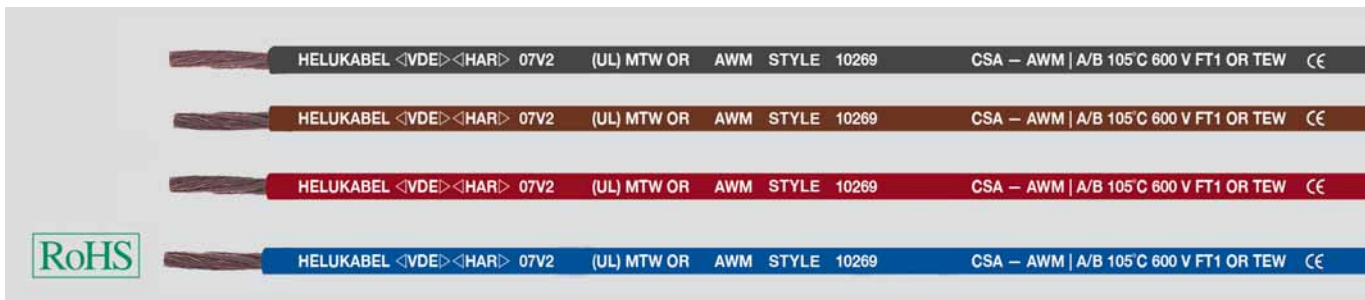 HELUKABEL ◁VDE▷ ◁HAR▷ 07V2 (UL) MTW OR AWM STYLE 10269 CSA – AWM | A/B 105°C 600 V FT1 OR TEW CE
HELUKABEL ◁VDE▷ ◁HAR▷ 07V2 (UL) MTW OR AWM STYLE 10269 CSA – AWM | A/B 105°C 600 V FT1 OR TEW CE
HELUKABEL ◁VDE▷ ◁HAR▷ 07V2 (UL) MTW OR AWM STYLE 10269 CSA – AWM | A/B 105°C 600 V FT1 OR TEW CE
RoHS
HELUKABEL ◁VDE▷ ◁HAR▷ 07V2 (UL) MTW OR AWM STYLE 10269 CSA – AWM | A/B 105°C 600 V FT1 OR TEW CE